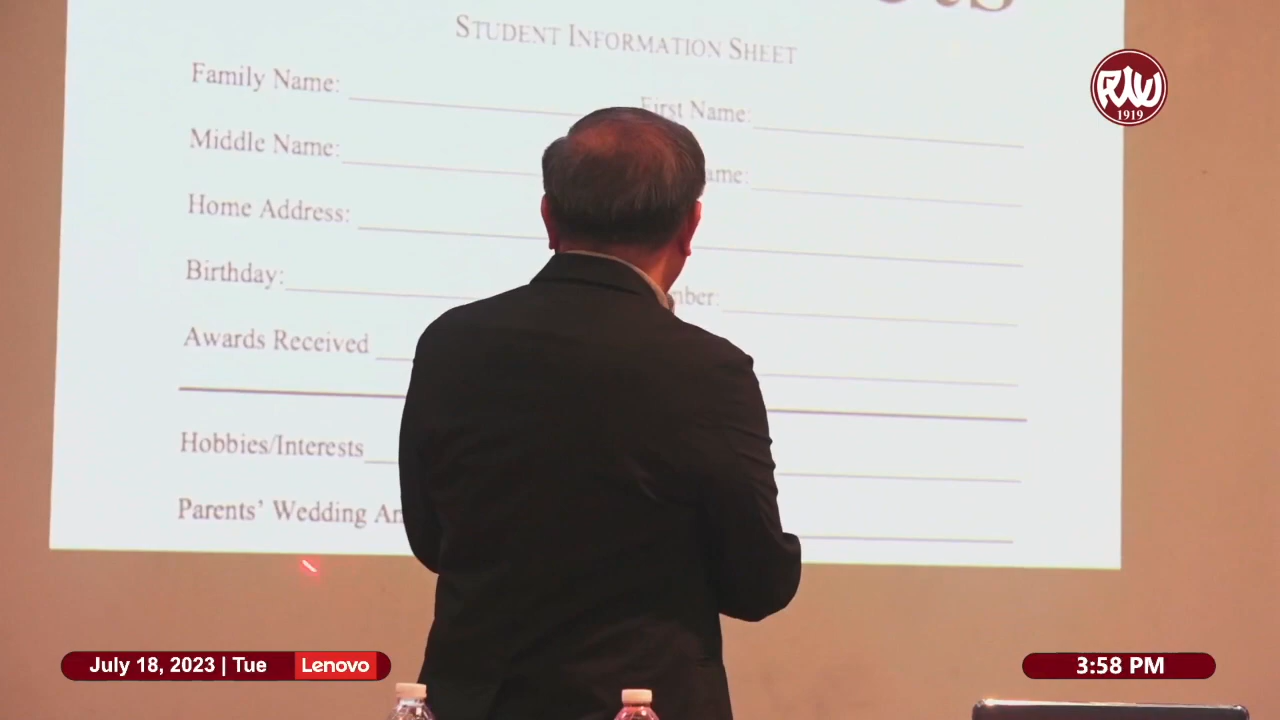 STUDENT INFORMATION SHEET
Family Name: First Name:
Middle Name: ame:
Home Address:
Birthday: mber:
Awards Received
Hobbies/Interests
Parents' Wedding An
1919
July 18, 2023 | Tue Lenovo
3:58 PM